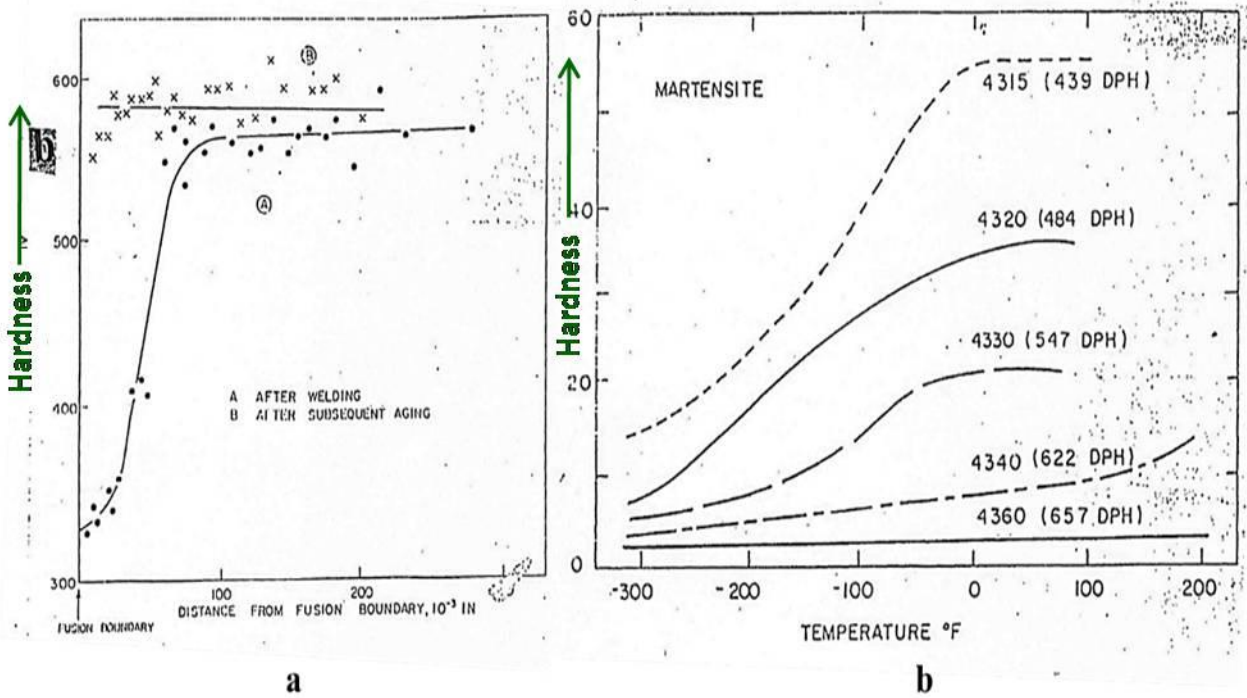 600
500
400
300
Hardness
b
B
A
A AFTER WELDING
B AFTER SUBSEQUENT AGING
100
200
DISTANCE FROM FUSION BOUNDARY, 10⁻³ IN
FUSION BOUNDARY
a
60
40
20
0
Hardness
MARTENSITE
4315 (439 DPH)
4320 (484 DPH)
4330 (547 DPH)
4340 (622 DPH)
4360 (657 DPH)
-300
-200
-100
0
100
200
TEMPERATURE °F
b